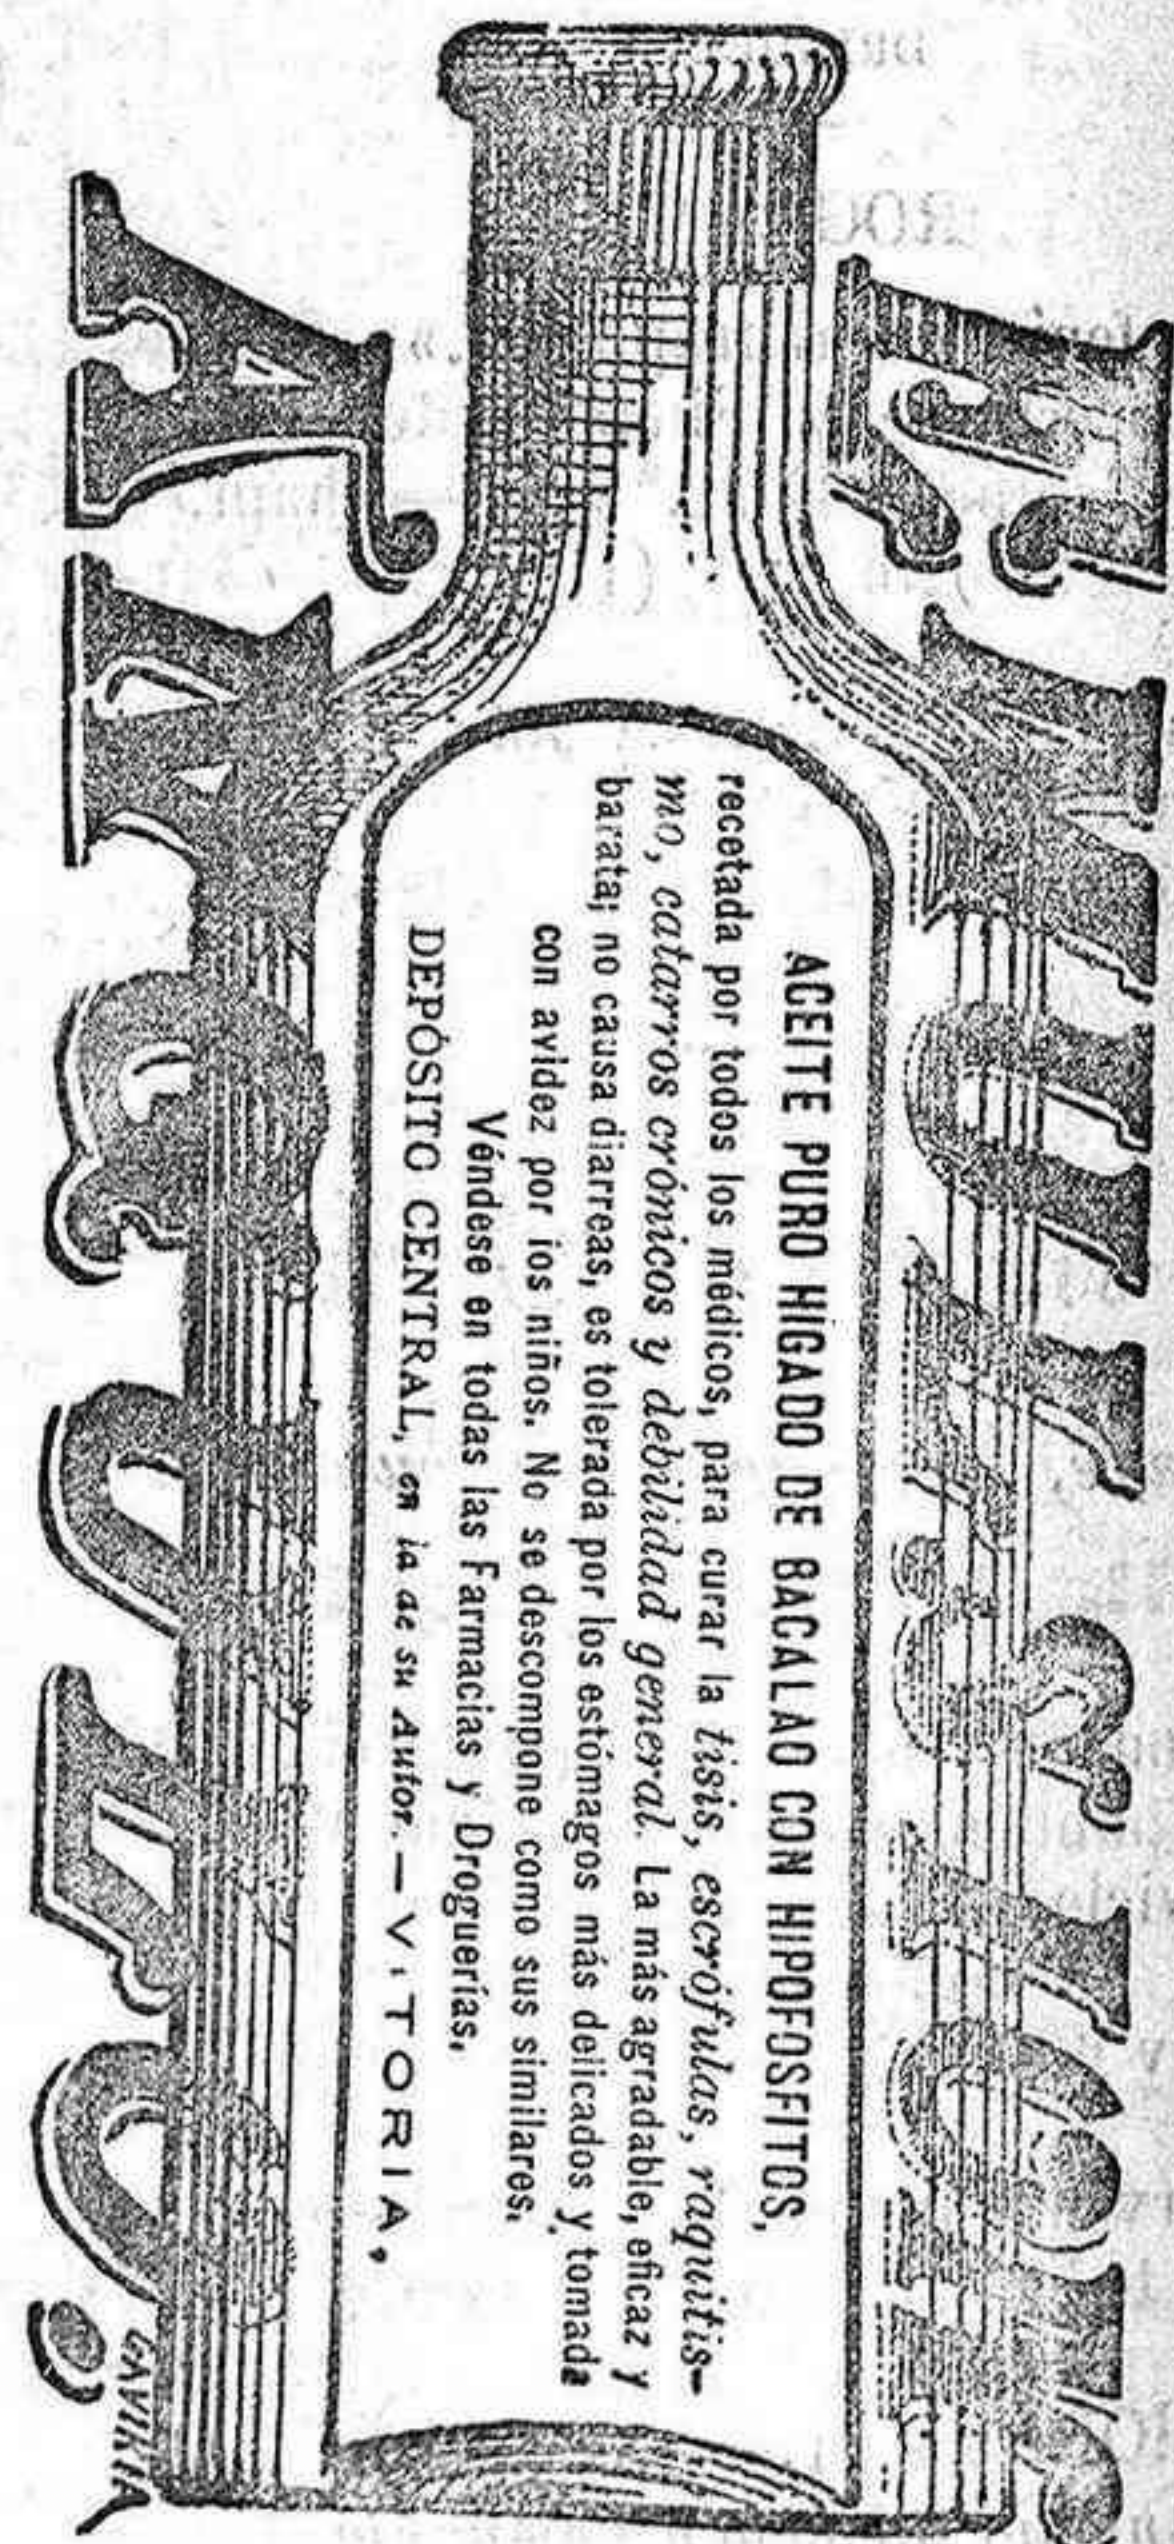 EMULSION
ACEITE PURO HIGADO DE BACALAO CON HIPOFOSFITOS,
recetada por todos los médicos, para curar la tisis, escrófulas, raquitis-
mo, catarros crónicos y debilidad general. La más agradable, eficaz y
barata; no causa diarreas, es tolerada por los estómagos más delicados y tomada
con avidez por los niños. No se descompone como sus similares.
Véndese en todas las Farmacias y Droguerías.
DEPÓSITO CENTRAL, en la de su Autor.—VITORIA.
GAVIRIA